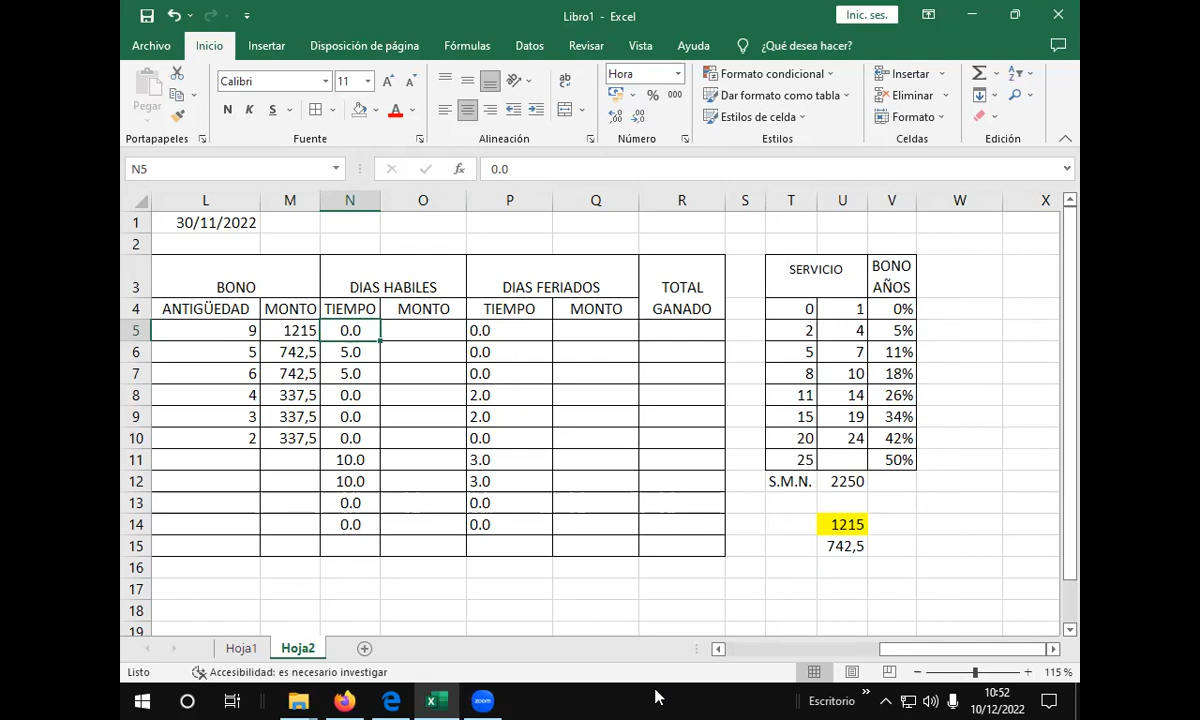 Libro1 - Excel
Inic. ses.
Archivo Inicio Insertar Disposición de página Fórmulas Datos Revisar Vista Ayuda ¿Qué desea hacer?
Pegar
Calibri 11
N K S
Hora
% 000
Formato condicional
Dar formato como tabla
Estilos de celda
Insertar
Eliminar
Formato
Portapapeles Fuente Alineación Número Estilos Celdas Edición
N5 fx 0.0
L M N O P Q R S T U V W X
1 30/11/2022
2
3 BONO DIAS HABILES DIAS FERIADOS TOTAL SERVICIO BONO AÑOS
4 ANTIGÜEDAD MONTO TIEMPO MONTO TIEMPO MONTO GANADO 0 1 0%
5 9 1215 0.0 0.0 2 4 5%
6 5 742,5 5.0 0.0 5 7 11%
7 6 742,5 5.0 0.0 8 10 18%
8 4 337,5 0.0 2.0 11 14 26%
9 3 337,5 0.0 2.0 15 19 34%
10 2 337,5 0.0 0.0 20 24 42%
11 10.0 3.0 25 50%
12 10.0 3.0 S.M.N. 2250
13 0.0 0.0
14 0.0 0.0 1215
15 742,5
16
17
18
19
Hoja1 Hoja2
Listo Accesibilidad: es necesario investigar 115 %
zoom Escritorio » 10:52
10/12/2022